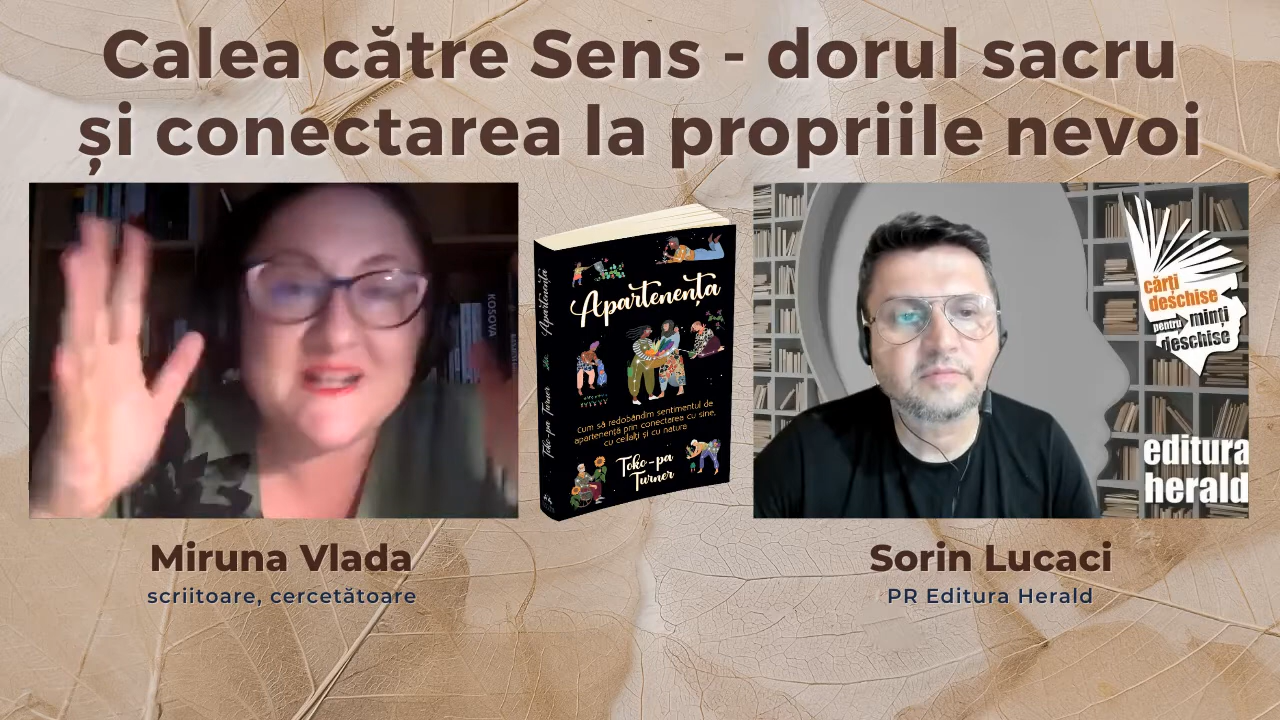 Calea către Sens - dorul sacru
și conectarea la propriile nevoi
KOSOVA
Apartenența
Toko-pa Turner
Apartenența
Cum să redobândim sentimentul de
apartenență prin conectarea cu sine,
cu ceilalți și cu natura
Toko-pa
Turner
cărți
deschise
pentru minți
deschise
editura
herald
Miruna Vlada
scriitoare, cercetătoare
Sorin Lucaci
PR Editura Herald